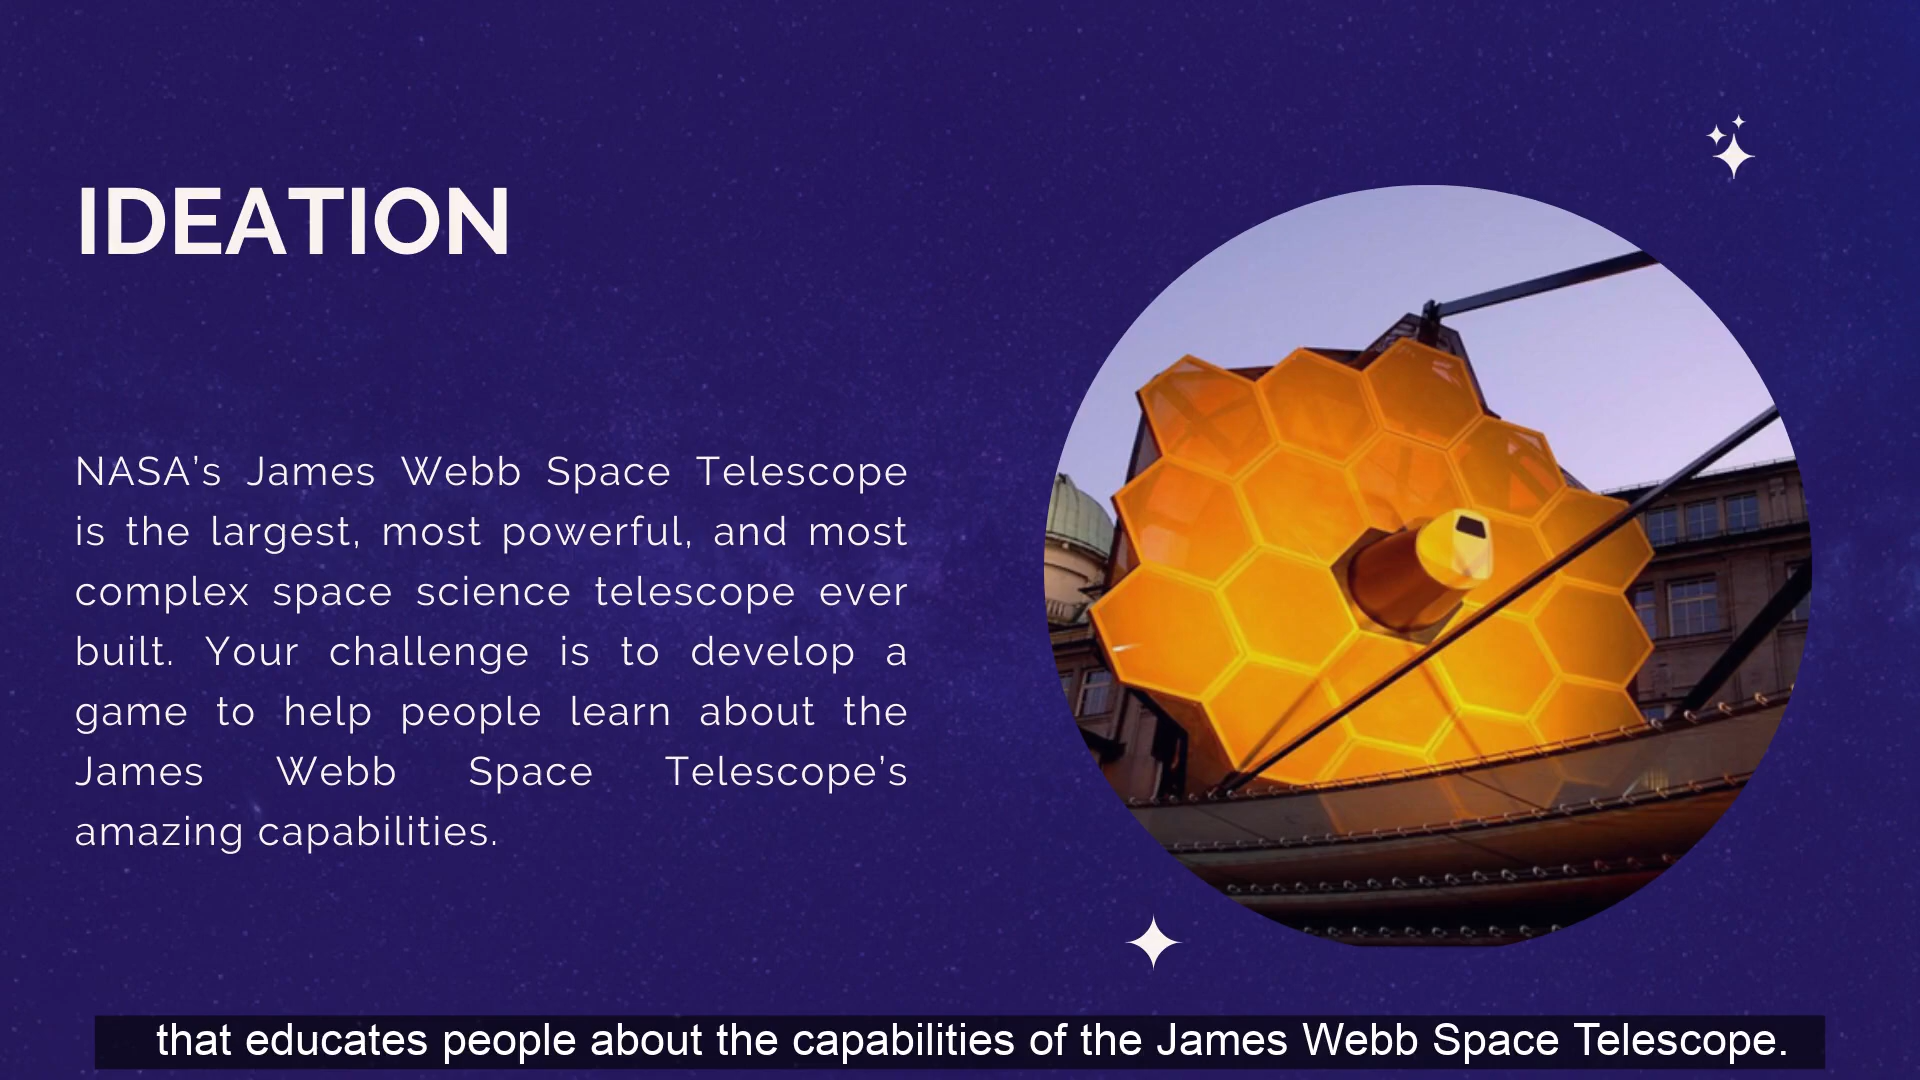 IDEATION
NASA’s James Webb Space Telescope
is the largest, most powerful, and most
complex space science telescope ever
built. Your challenge is to develop a
game to help people learn about the
James Webb Space Telescope’s
amazing capabilities.
that educates people about the capabilities of the James Webb Space Telescope.